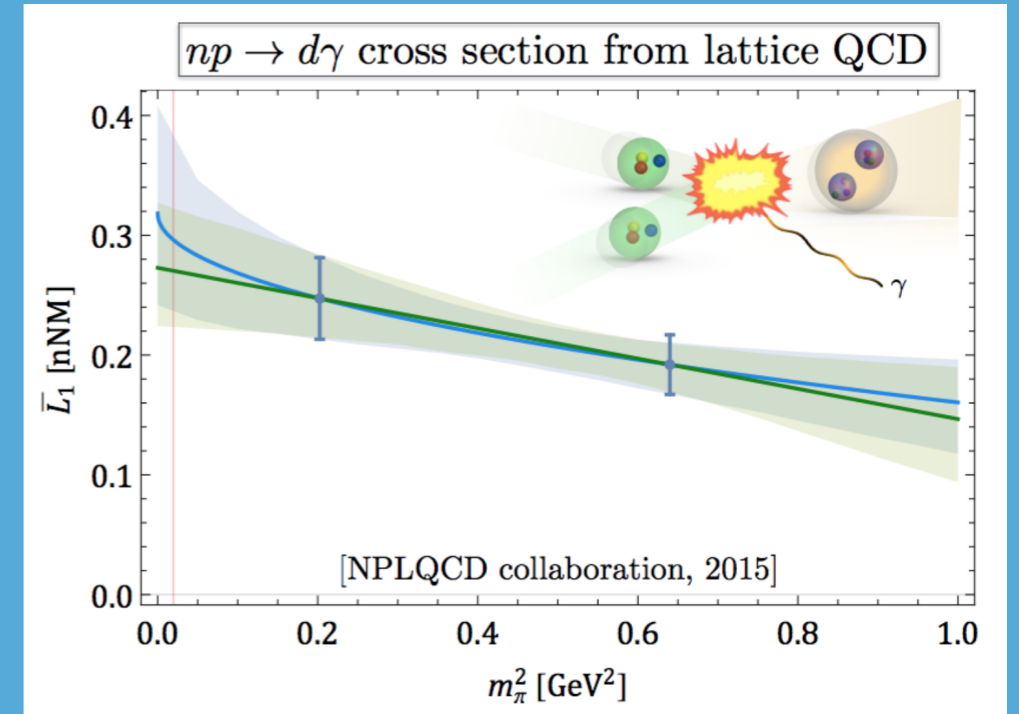 np → dγ cross section from lattice QCD
0.4
0.3
0.2
0.1
0.0
L̄₁ [nNM]
γ
[NPLQCD collaboration, 2015]
0.0 0.2 0.4 0.6 0.8 1.0
m²_π [GeV²]